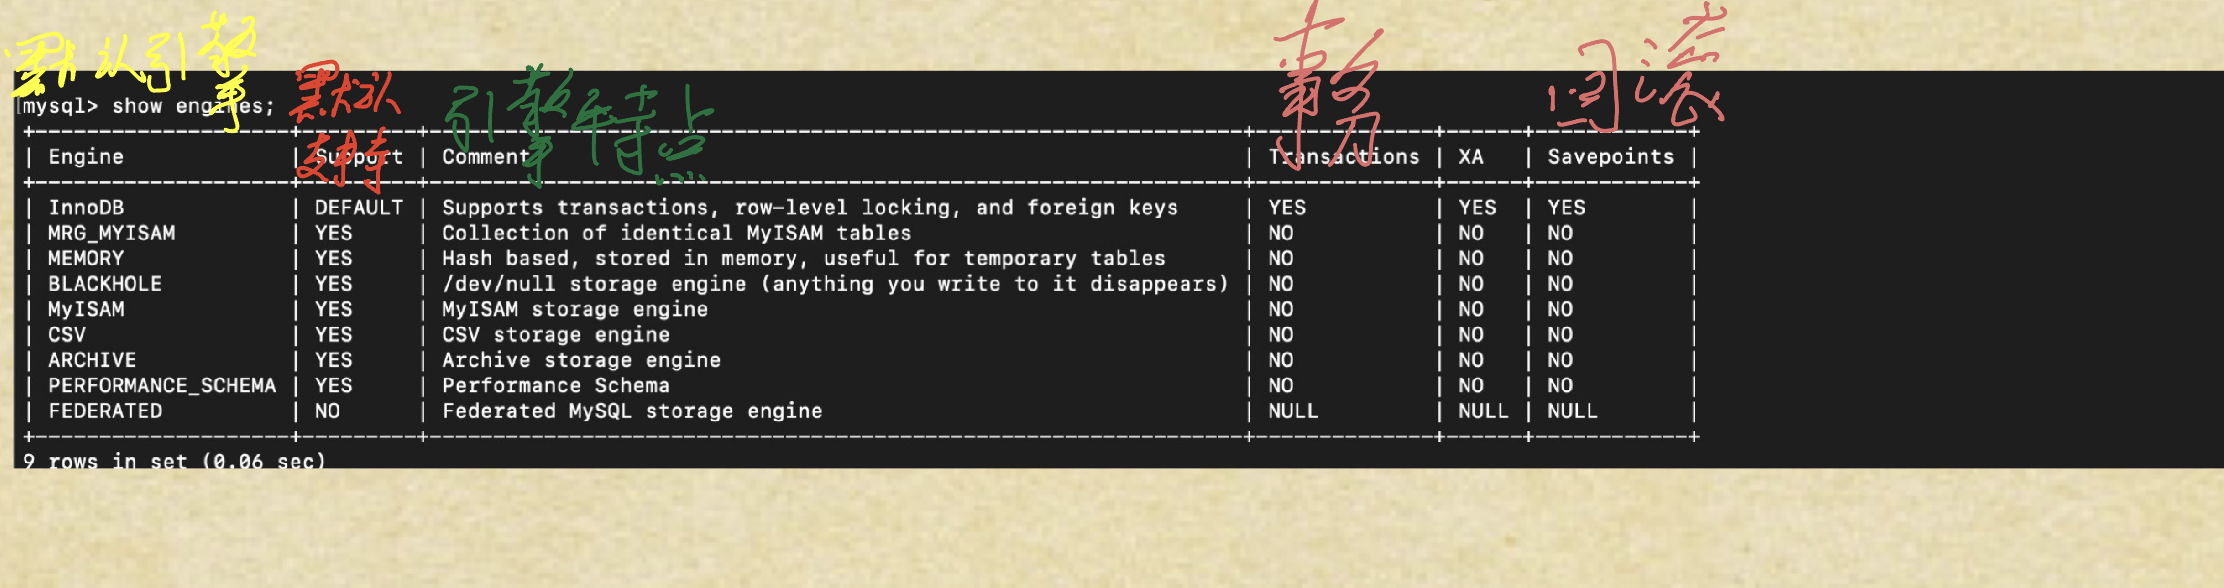 默认引擎
事务
回滚
默认
引擎特点
[mysql> show engines;
支持
+---------------------+---------+----------------------------------------------------------------+--------------+------+------------+
| Engine | Support | Comment | Transactions | XA | Savepoints |
+---------------------+---------+----------------------------------------------------------------+--------------+------+------------+
| InnoDB | DEFAULT | Supports transactions, row-level locking, and foreign keys | YES | YES | YES |
| MRG_MYISAM | YES | Collection of identical MyISAM tables | NO | NO | NO |
| MEMORY | YES | Hash based, stored in memory, useful for temporary tables | NO | NO | NO |
| BLACKHOLE | YES | /dev/null storage engine (anything you write to it disappears) | NO | NO | NO |
| MyISAM | YES | MyISAM storage engine | NO | NO | NO |
| CSV | YES | CSV storage engine | NO | NO | NO |
| ARCHIVE | YES | Archive storage engine | NO | NO | NO |
| PERFORMANCE_SCHEMA | YES | Performance Schema | NO | NO | NO |
| FEDERATED | NO | Federated MySQL storage engine | NULL | NULL | NULL |
+---------------------+---------+----------------------------------------------------------------+--------------+------+------------+
9 rows in set (0.06 sec)